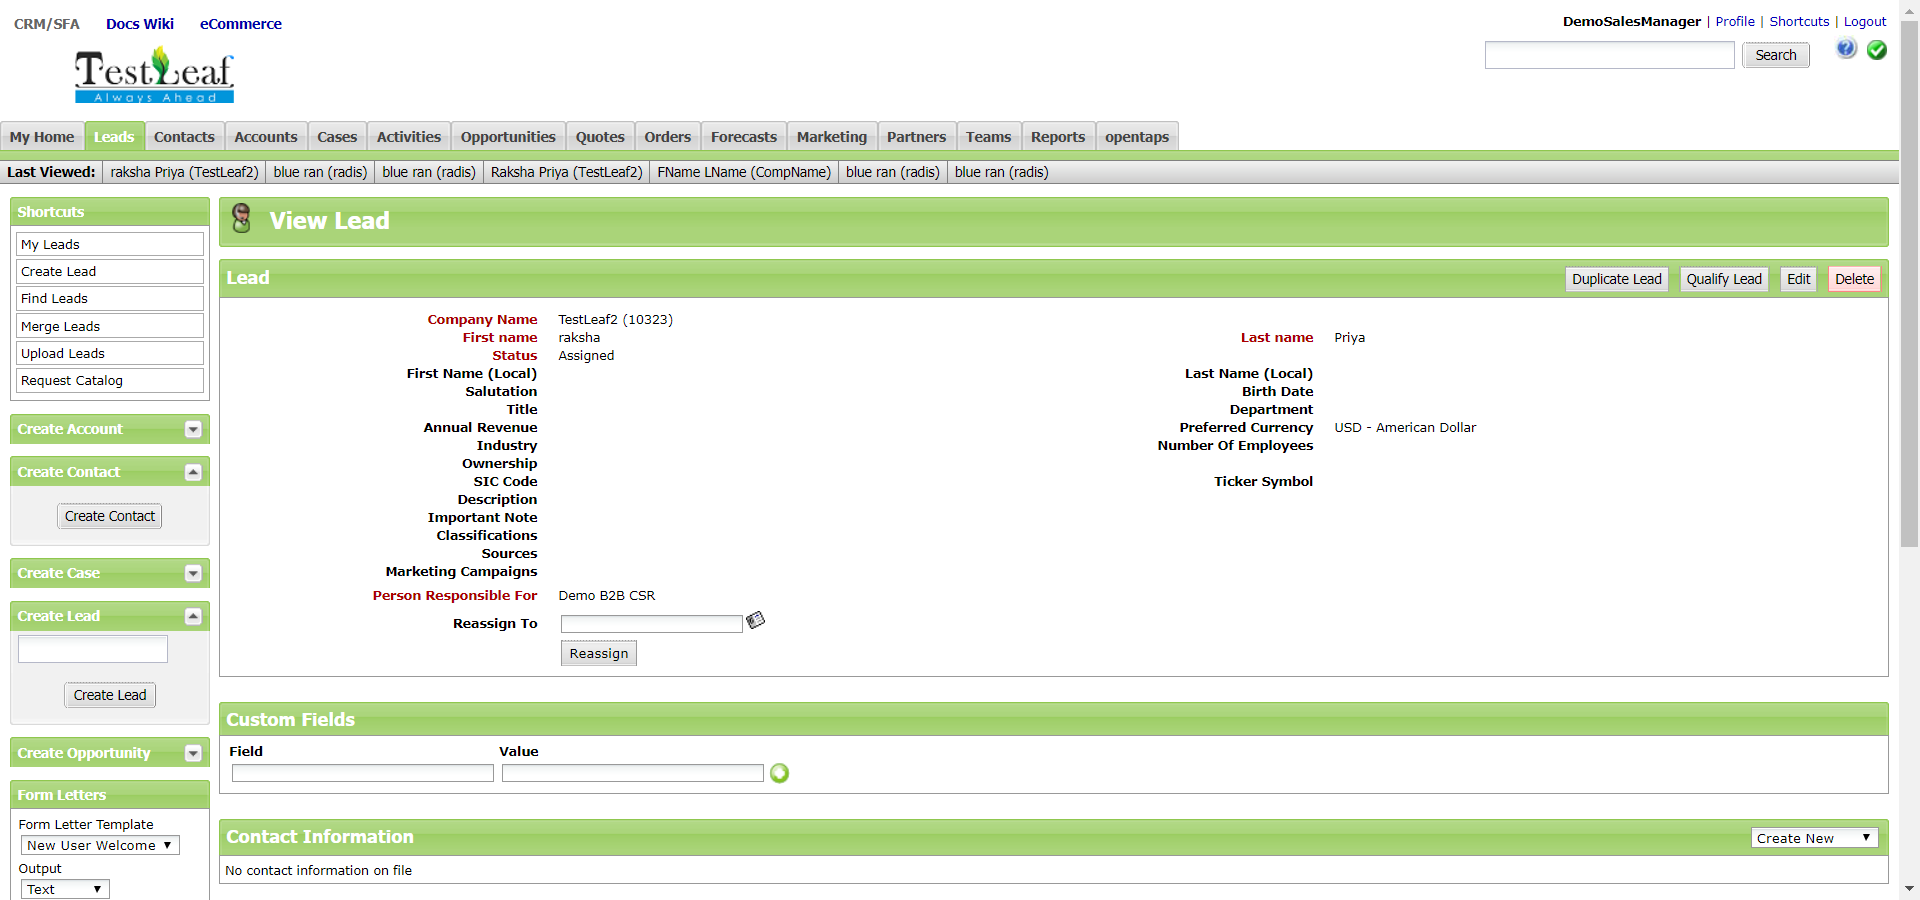 CRM/SFA Docs Wiki eCommerce
DemoSalesManager | Profile | Shortcuts | Logout
Search
TestLeaf
Always Ahead
My Home Leads Contacts Accounts Cases Activities Opportunities Quotes Orders Forecasts Marketing Partners Teams Reports opentaps
Last Viewed: raksha Priya (TestLeaf2) blue ran (radis) blue ran (radis) Raksha Priya (TestLeaf2) FName LName (CompName) blue ran (radis) blue ran (radis)
Shortcuts
My Leads
Create Lead
Find Leads
Merge Leads
Upload Leads
Request Catalog
Create Account
Create Contact
Create Contact
Create Case
Create Lead
Create Lead
Create Opportunity
Form Letters
Form Letter Template
New User Welcome
Output
Text
View Lead
Lead Duplicate Lead Qualify Lead Edit Delete
Company Name TestLeaf2 (10323)
First name raksha Last name Priya
Status Assigned
First Name (Local) Last Name (Local)
Salutation Birth Date
Title Department
Annual Revenue Preferred Currency USD - American Dollar
Industry Number Of Employees
Ownership
SIC Code Ticker Symbol
Description
Important Note
Classifications
Sources
Marketing Campaigns
Person Responsible For Demo B2B CSR
Reassign To
Reassign
Custom Fields
Field Value
Contact Information Create New
No contact information on file